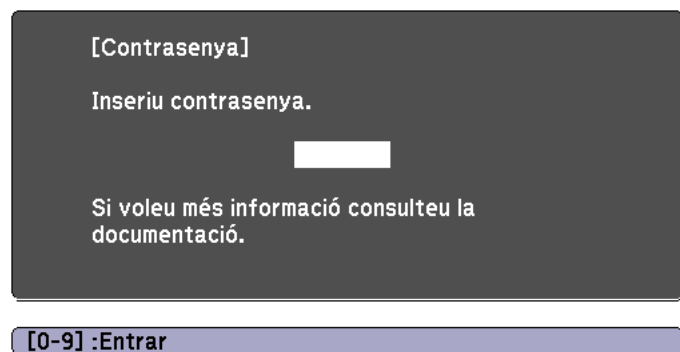 [Contrasenya]
Inseriu contrasenya.
Si voleu més informació consulteu la
documentació.
[0-9] :Entrar